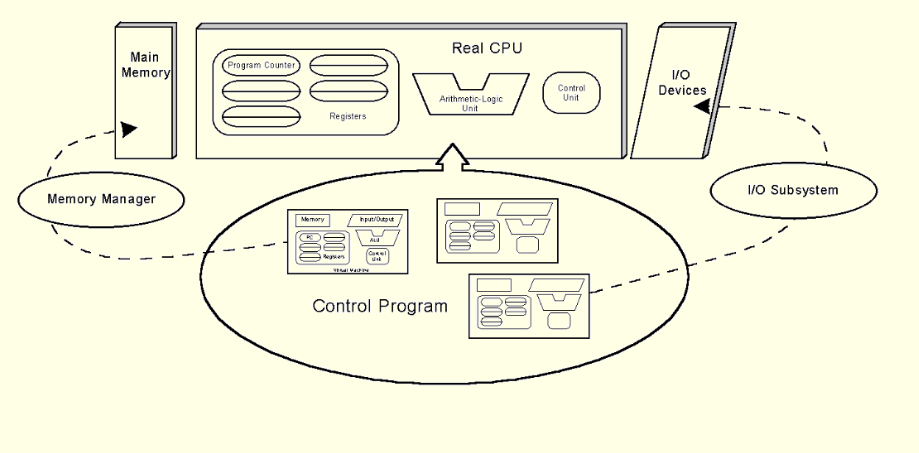 Real CPU
Main
Memory
Program Counter
Registers
Arithmetic-Logic
Unit
Control
Unit
I/O
Devices
Memory Manager
I/O Subsystem
Memory
Input/Output
PC
ALU
Registers
Control
Unit
Virtual Machine
Control Program